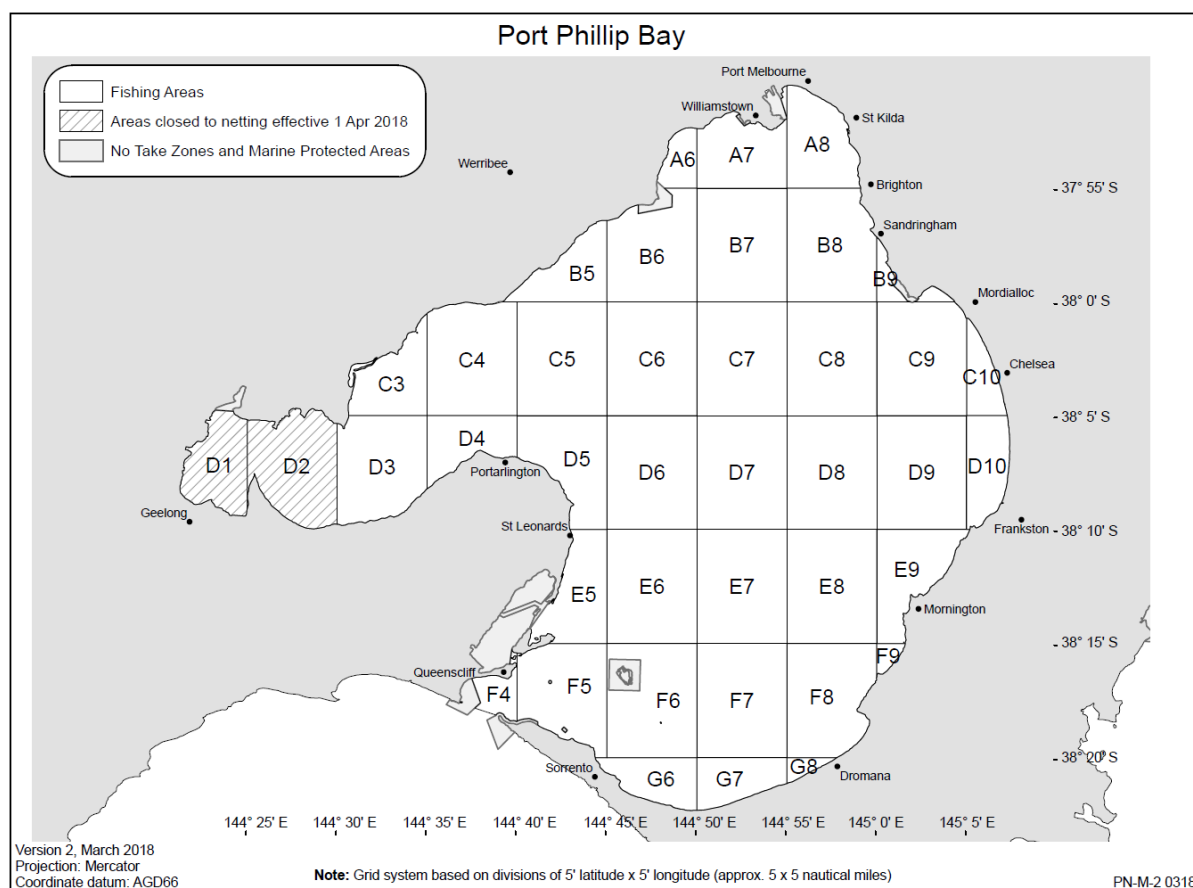 Port Phillip Bay
Fishing Areas
Areas closed to netting effective 1 Apr 2018
No Take Zones and Marine Protected Areas
Port Melbourne
Williamstown
St Kilda
Werribee
A6
A7
A8
Brighton
- 37° 55' S
Sandringham
B5
B6
B7
B8
B9
Mordialloc
- 38° 0' S
C3
C4
C5
C6
C7
C8
C9
C10
Chelsea
- 38° 5' S
D1
D2
D3
D4
D5
D6
D7
D8
D9
D10
Portarlington
Geelong
St Leonards
Frankston
- 38° 10' S
E5
E6
E7
E8
E9
Mornington
- 38° 15' S
Queenscliff
F4
F5
F6
F7
F8
F9
- 38° 20' S
Sorrento
G6
G7
G8
Dromana
144° 25' E
144° 30' E
144° 35' E
144° 40' E
144° 45' E
144° 50' E
144° 55' E
145° 0' E
145° 5' E
Version 2, March 2018
Projection: Mercator
Coordinate datum: AGD66
Note: Grid system based on divisions of 5' latitude x 5' longitude (approx. 5 x 5 nautical miles)
PN-M-2 0318